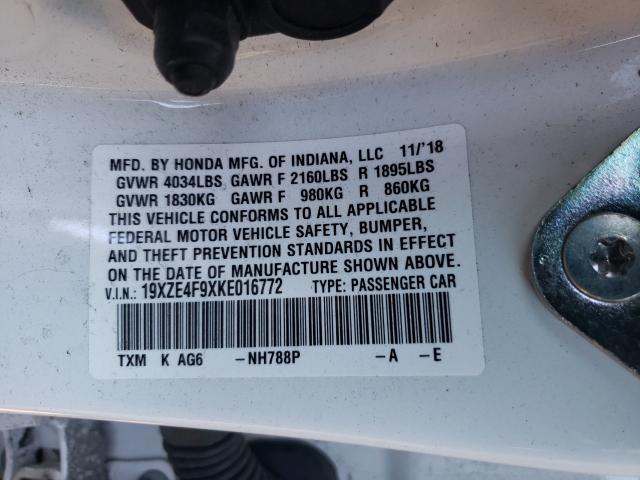 MFD. BY HONDA MFG. OF INDIANA, LLC 11/'18
GVWR 4034LBS GAWR F 2160LBS R 1895LBS
GVWR 1830KG GAWR F 980KG R 860KG
THIS VEHICLE CONFORMS TO ALL APPLICABLE
FEDERAL MOTOR VEHICLE SAFETY, BUMPER,
AND THEFT PREVENTION STANDARDS IN EFFECT
ON THE DATE OF MANUFACTURE SHOWN ABOVE.
V.I.N.: 19XZE4F9XKE016772 TYPE: PASSENGER CAR
TXM K AG6 -NH788P -A -E